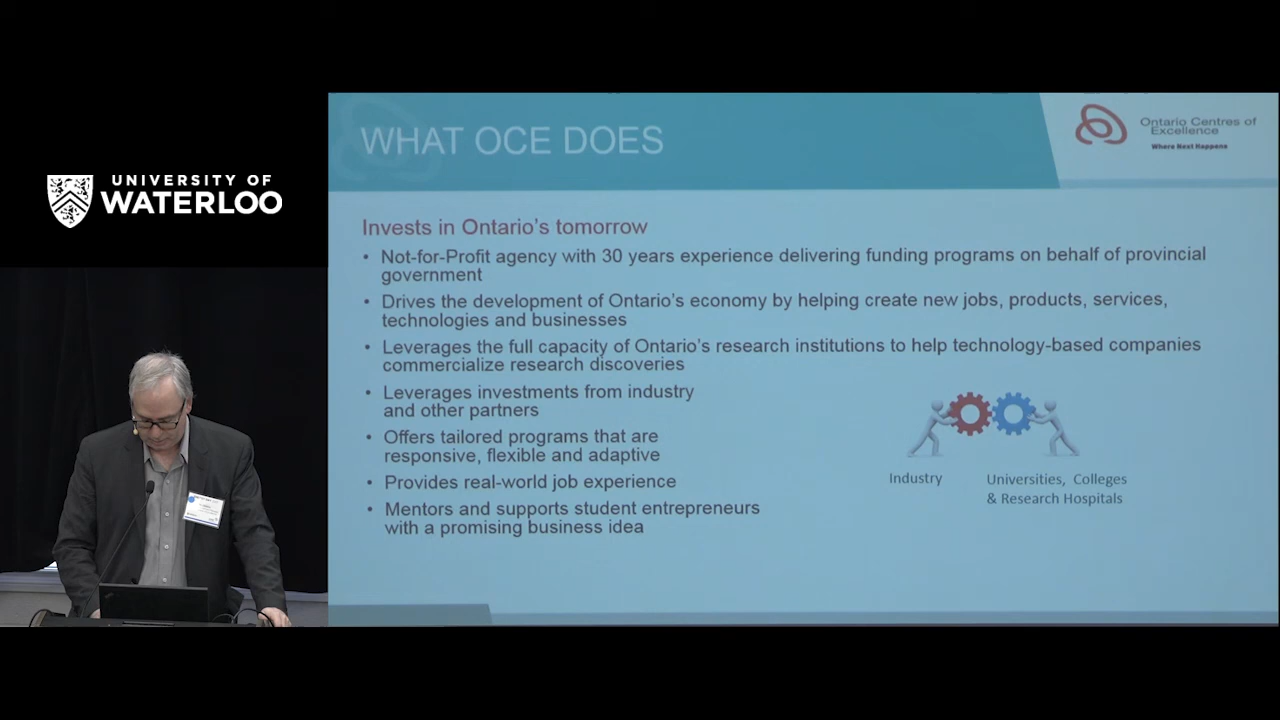 UNIVERSITY OF
WATERLOO
WHAT OCE DOES
Ontario Centres of
Excellence
Where Next Happens
Invests in Ontario's tomorrow
• Not-for-Profit agency with 30 years experience delivering funding programs on behalf of provincial
government
• Drives the development of Ontario's economy by helping create new jobs, products, services,
technologies and businesses
• Leverages the full capacity of Ontario's research institutions to help technology-based companies
commercialize research discoveries
• Leverages investments from industry
and other partners
• Offers tailored programs that are
responsive, flexible and adaptive
• Provides real-world job experience
• Mentors and supports student entrepreneurs
with a promising business idea
Industry
Universities, Colleges
& Research Hospitals